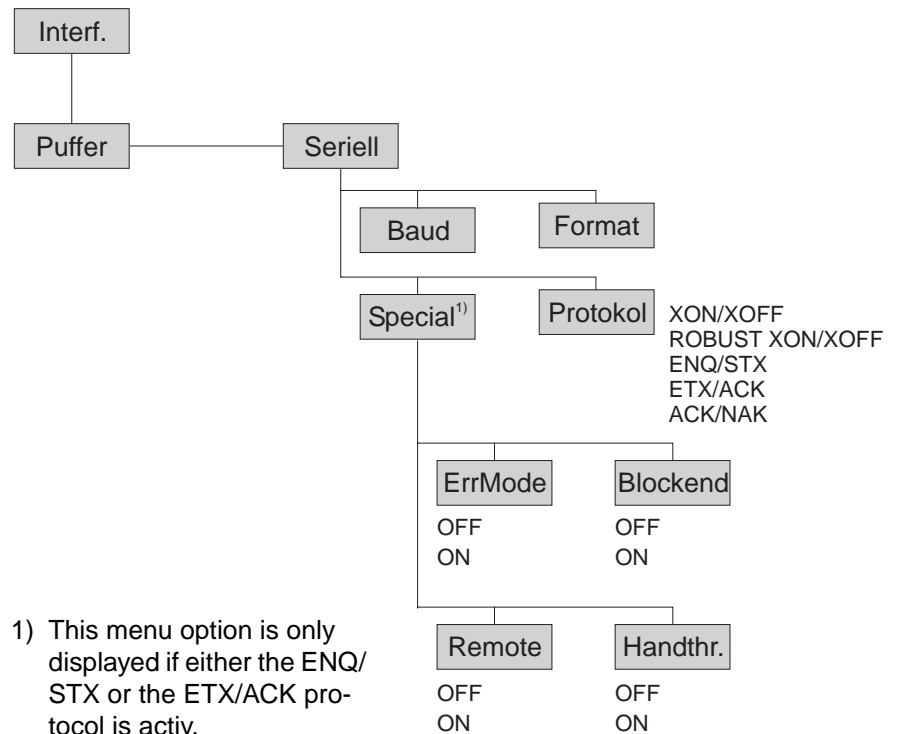 Interf.
Puffer
Seriell
Baud
Format
Special1)
Protokol
XON/XOFF
ROBUST XON/XOFF
ENQ/STX
ETX/ACK
ACK/NAK
ErrMode
OFF
ON
Blockend
OFF
ON
Remote
OFF
ON
Handthr.
OFF
ON
1) This menu option is only
displayed if either the ENQ/
STX or the ETX/ACK pro-
tocol is activ.